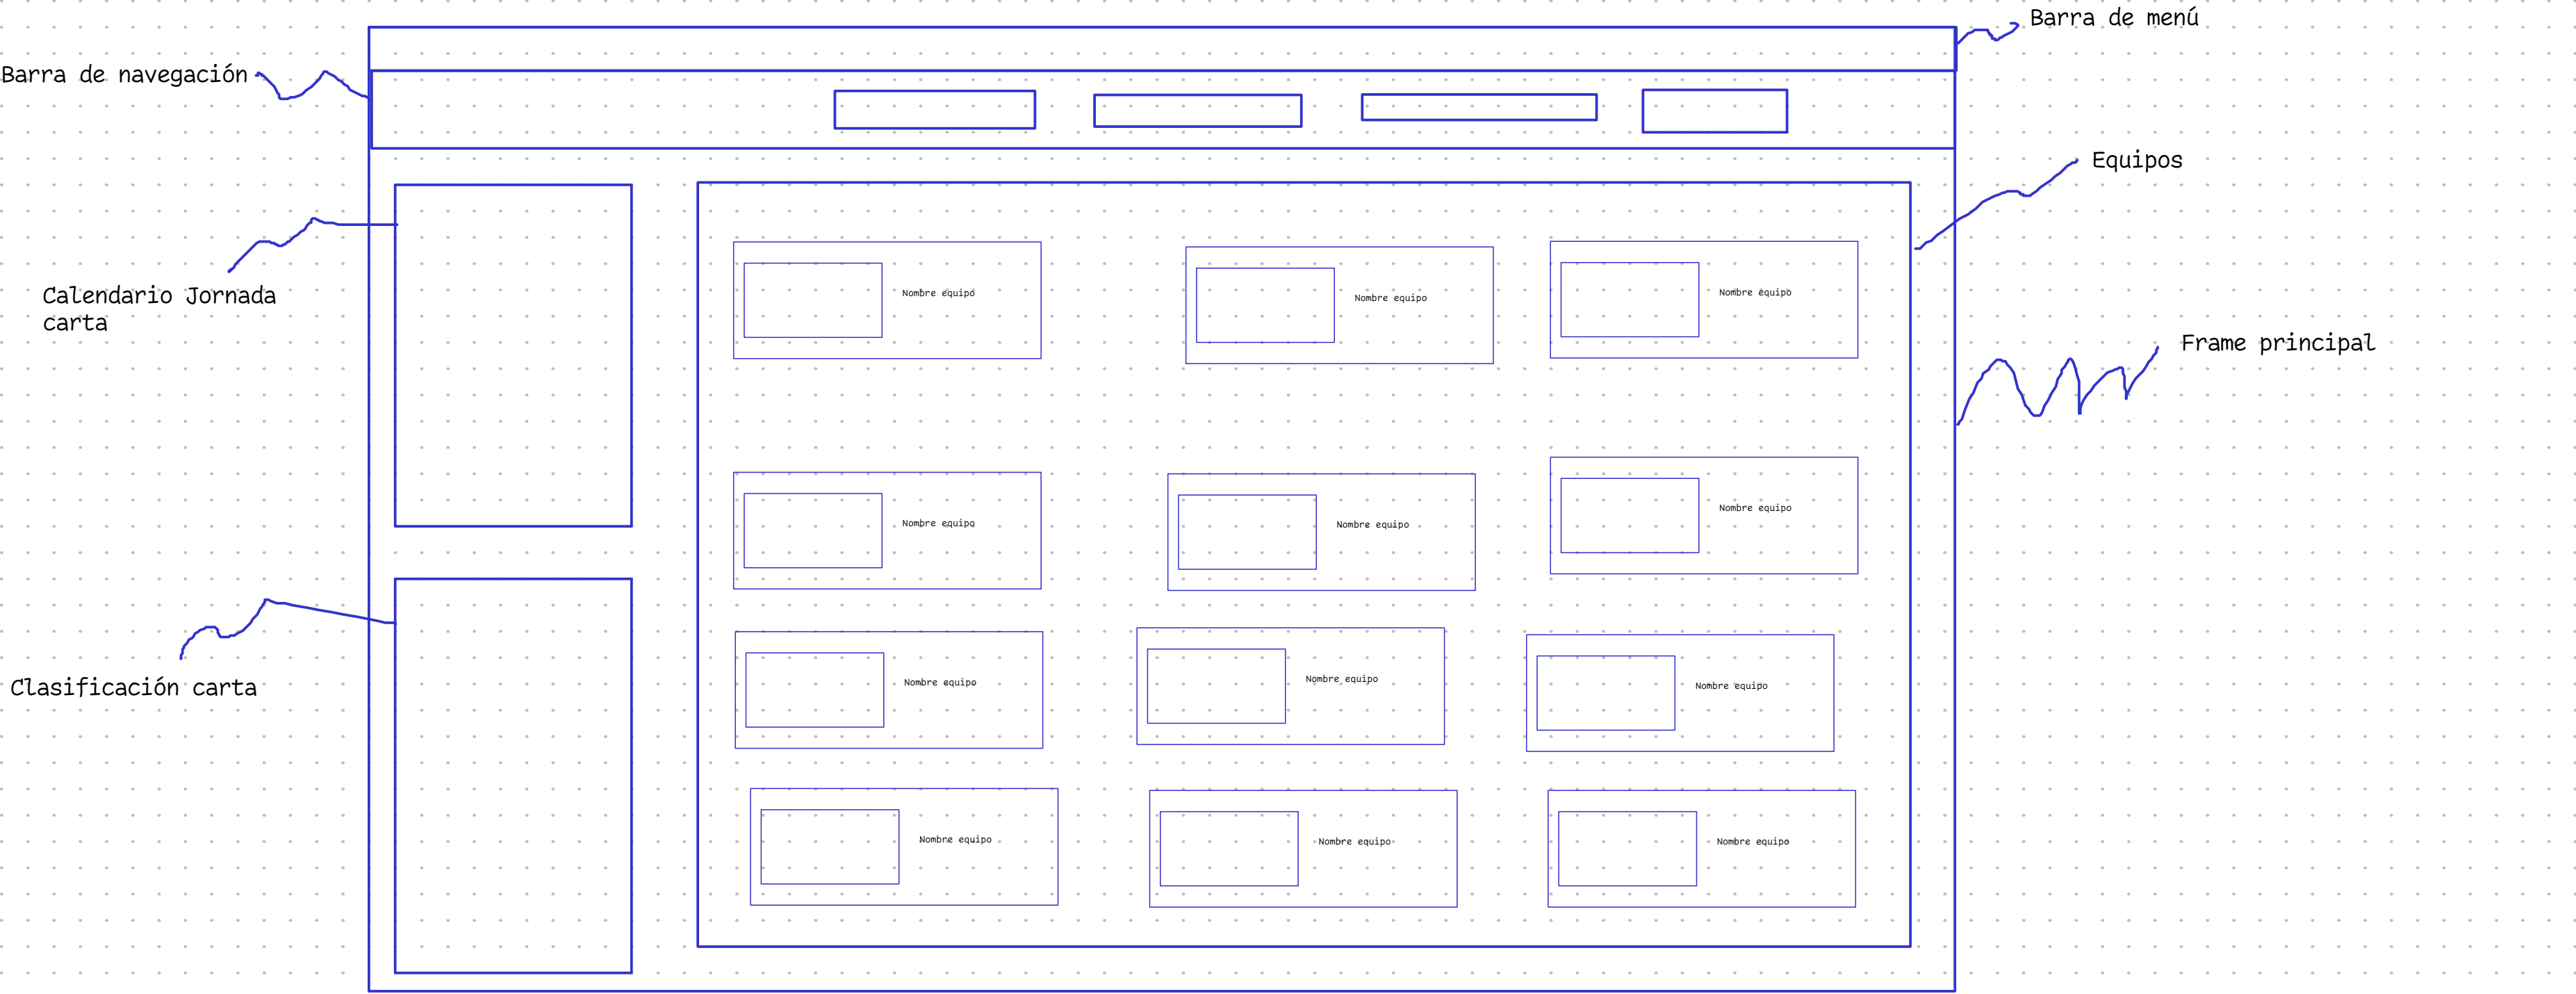 Barra de menú
Barra de navegación
Equipos
Calendario Jornada
carta
Frame principal
Clasificación carta
Nombre equipo
Nombre equipo
Nombre equipo
Nombre equipo
Nombre equipo
Nombre equipo
Nombre equipo
Nombre equipo
Nombre equipo
Nombre equipo
Nombre equipo
Nombre equipo